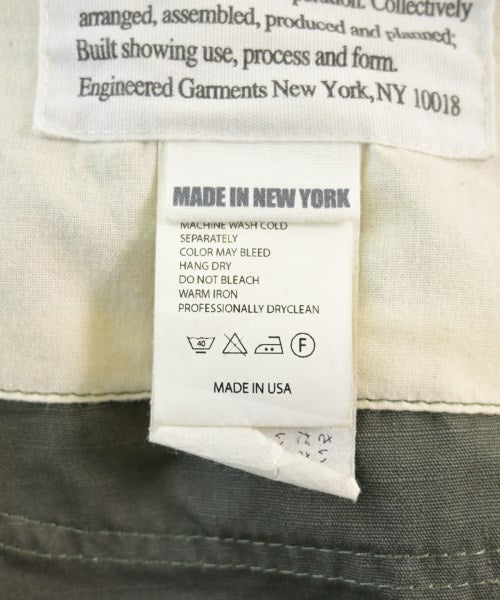 Collectively
arranged, assembled, produced and planned;
Built showing use, process and form.
Engineered Garments New York, NY 10018
MADE IN NEW YORK
MACHINE WASH COLD
SEPARATELY
COLOR MAY BLEED
HANG DRY
DO NOT BLEACH
WARM IRON
PROFESSIONALLY DRYCLEAN
40 F
MADE IN USA